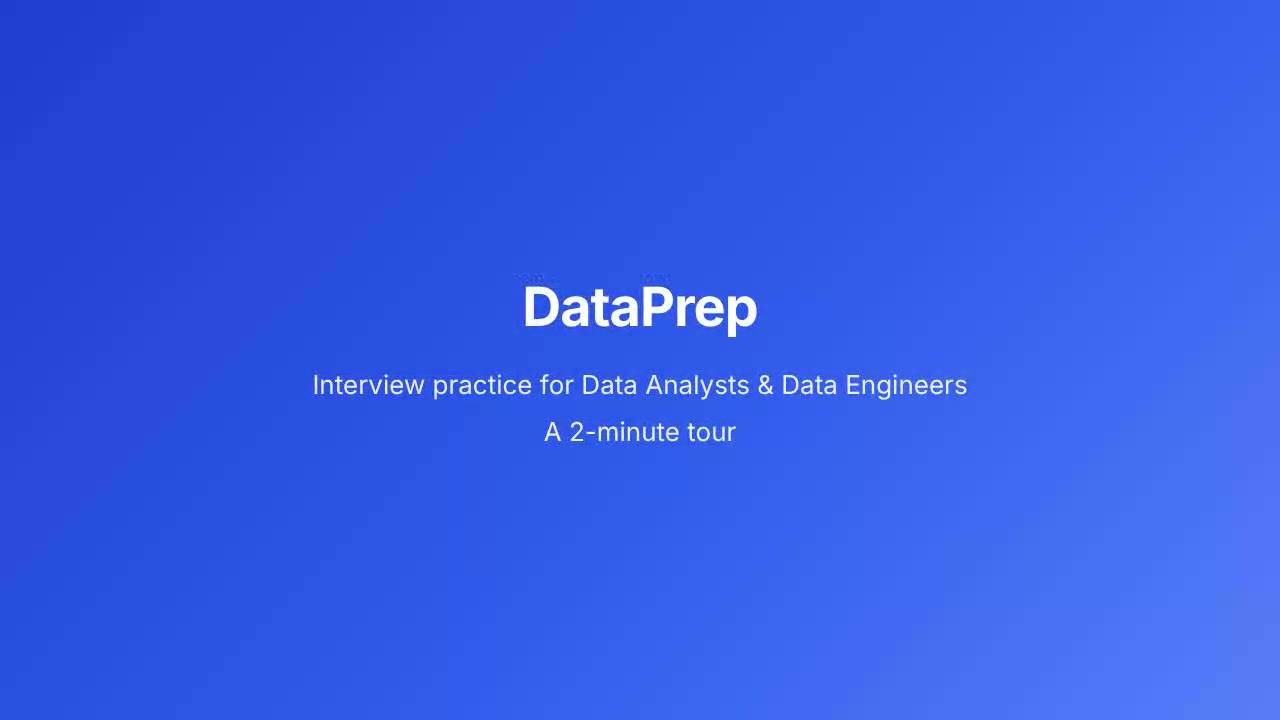 DataPrep
Interview practice for Data Analysts & Data Engineers
A 2-minute tour